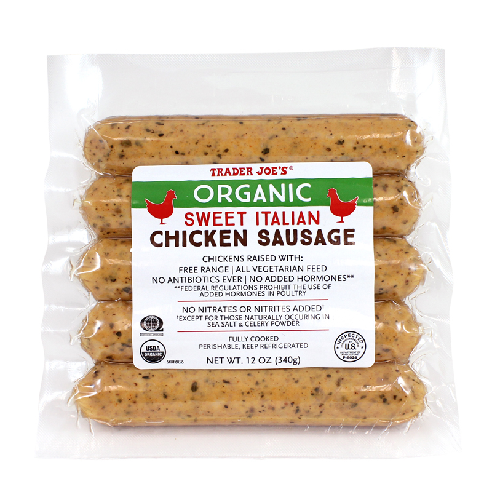 TRADER JOE'S®
ORGANIC
SWEET ITALIAN
CHICKEN SAUSAGE
CHICKENS RAISED WITH:
FREE RANGE | ALL VEGETARIAN FEED
NO ANTIBIOTICS EVER | NO ADDED HORMONES**
**FEDERAL REGULATIONS PROHIBIT THE USE OF
ADDED HORMONES IN POULTRY
NO NITRATES OR NITRITES ADDED*
*EXCEPT FOR THOSE NATURALLY OCCURING IN
SEA SALT & CELERY POWDER
FULLY COOKED
PERISHABLE, KEEP REFRIGERATED
NET WT. 12 OZ (340g)
USDA
ORGANIC
U.S.